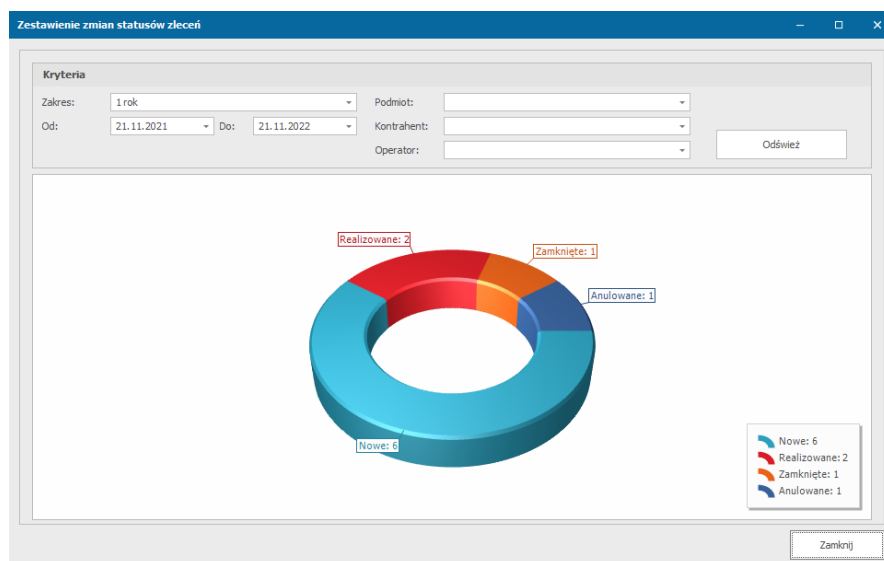 Zestawienie zmian statusów zleceń
Kryteria
Zakres: 1 rok Podmiot:
Od: 21.11.2021 Do: 21.11.2022 Kontrahent:
Operator: Odśwież
Realizowane: 2
Zamknięte: 1
Anulowane: 1
Nowe: 6
Nowe: 6
Realizowane: 2
Zamknięte: 1
Anulowane: 1
Zamknij